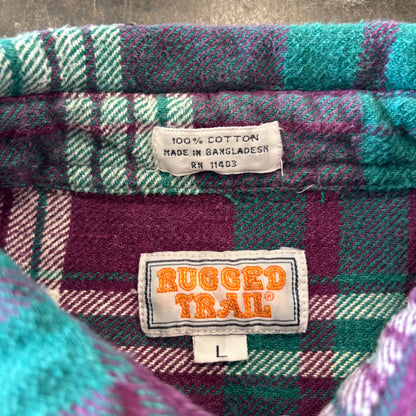 100% COTTON
MADE IN BANGLADESH
RN 11483
RUGGED
TRAIL®
L